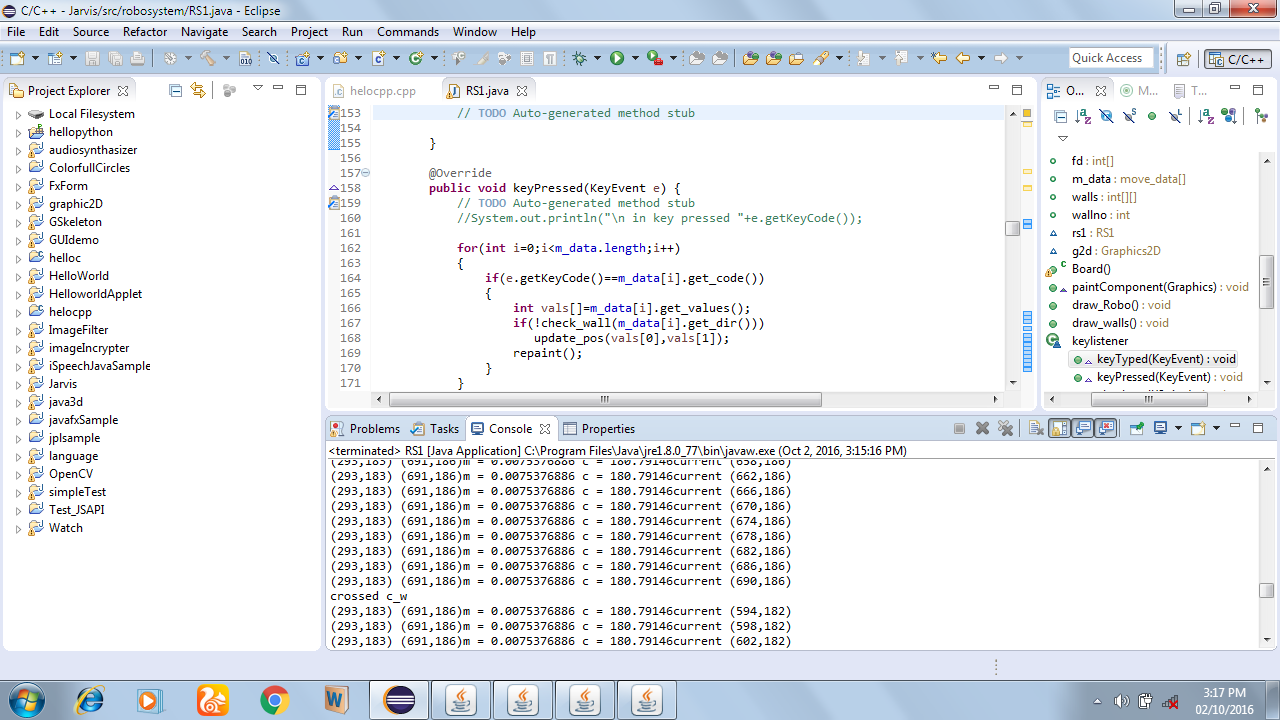 C/C++ - Jarvis/src/robosystem/RS1.java - Eclipse
File Edit Source Refactor Navigate Search Project Run Commands Window Help
Quick Access
C/C++
Project Explorer
Local Filesystem
hellopython
audiosynthasizer
ColorfullCircles
FxForm
graphic2D
GSkeleton
GUIdemo
helloc
HelloWorld
HelloworldApplet
helocpp
ImageFilter
imageIncrypter
iSpeechJavaSample
Jarvis
java3d
javafxSample
jplsample
language
OpenCV
simpleTest
Test_JSAPI
Watch
helocpp.cpp RS1.java
153 // TODO Auto-generated method stub
154
155 }
156
157 @Override
158 public void keyPressed(KeyEvent e) {
159 // TODO Auto-generated method stub
160 //System.out.println("\n in key pressed "+e.getKeyCode());
161
162 for(int i=0;i<m_data.length;i++)
163 {
164 if(e.getKeyCode()==m_data[i].get_code())
165 {
166 int vals[]=m_data[i].get_values();
167 if(!check_wall(m_data[i].get_dir()))
168 update_pos(vals[0],vals[1]);
169 repaint();
170 }
171 }
O... M... T...
fd : int[]
m_data : move_data[]
walls : int[][]
wallno : int
rs1 : RS1
g2d : Graphics2D
Board()
paintComponent(Graphics) : void
draw_Robo() : void
draw_walls() : void
keylistener
keyTyped(KeyEvent) : void
keyPressed(KeyEvent) : void
Problems Tasks Console Properties
<terminated> RS1 [Java Application] C:\Program Files\Java\jre1.8.0_77\bin\javaw.exe (Oct 2, 2016, 3:15:16 PM)
(293,183) (691,186)m = 0.0075376886 c = 180.79146current (658,186)
(293,183) (691,186)m = 0.0075376886 c = 180.79146current (662,186)
(293,183) (691,186)m = 0.0075376886 c = 180.79146current (666,186)
(293,183) (691,186)m = 0.0075376886 c = 180.79146current (670,186)
(293,183) (691,186)m = 0.0075376886 c = 180.79146current (674,186)
(293,183) (691,186)m = 0.0075376886 c = 180.79146current (678,186)
(293,183) (691,186)m = 0.0075376886 c = 180.79146current (682,186)
(293,183) (691,186)m = 0.0075376886 c = 180.79146current (686,186)
(293,183) (691,186)m = 0.0075376886 c = 180.79146current (690,186)
crossed c_w
(293,183) (691,186)m = 0.0075376886 c = 180.79146current (594,182)
(293,183) (691,186)m = 0.0075376886 c = 180.79146current (598,182)
(293,183) (691,186)m = 0.0075376886 c = 180.79146current (602,182)
3:17 PM
02/10/2016